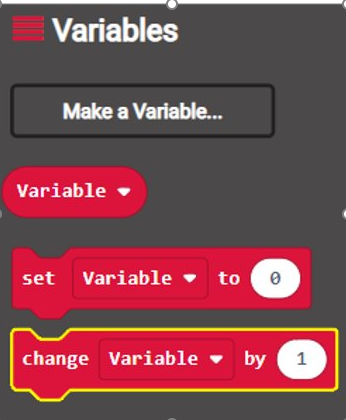 Variables
Make a Variable...
Variable
set Variable to 0
change Variable by 1